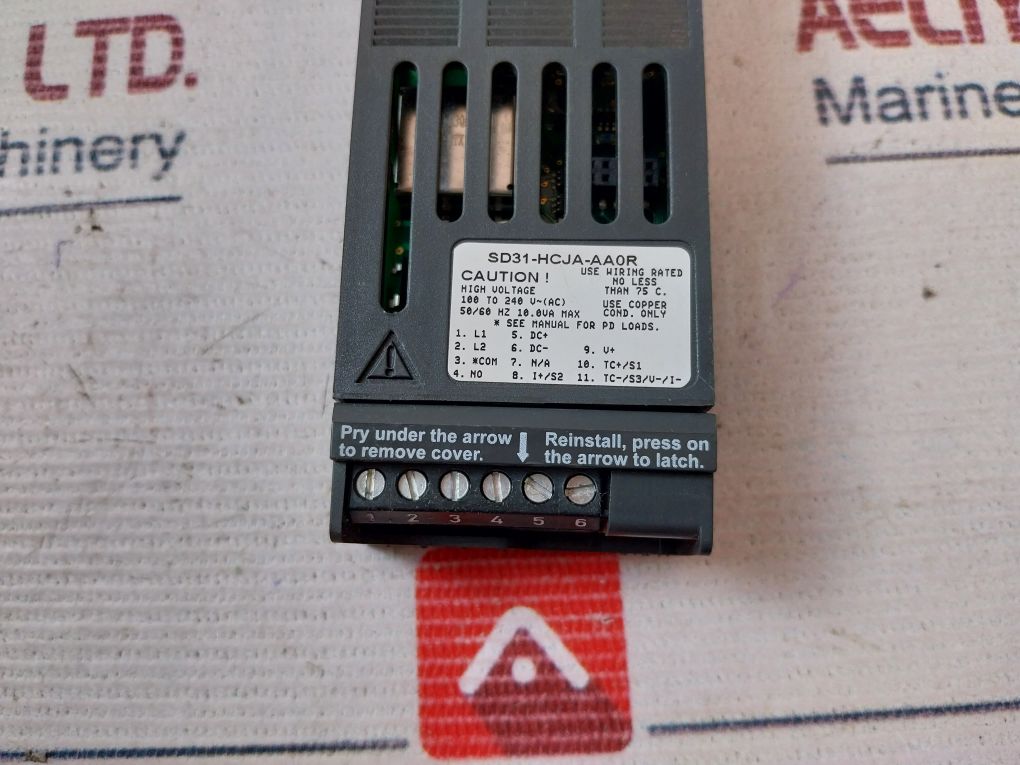 LTD.
hinery
AELIY
Marine
SD31-HCJA-AA0R
CAUTION !
HIGH VOLTAGE
100 TO 240 V~(AC)
50/60 HZ 10.0VA MAX
USE WIRING RATED
NO LESS
THAN 75 C.
USE COPPER
COND. ONLY
* SEE MANUAL FOR PD LOADS.
1. L1 5. DC+
2. L2 6. DC- 9. V+
3. *COM 7. N/A 10. TC+/S1
4. NO 8. I+/S2 11. TC-/S3/V-/I-
Pry under the arrow
to remove cover.
Reinstall, press on
the arrow to latch.
1 2 3 4 5 6